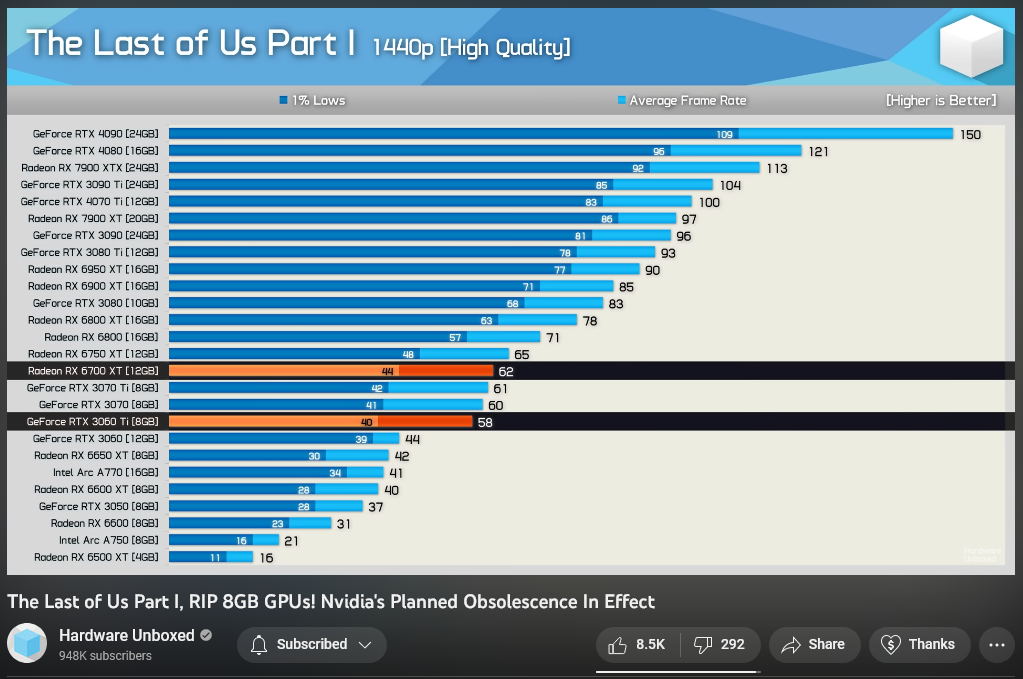 The Last of Us Part I 1440p [High Quality]
1% Lows Average Frame Rate [Higher is Better]
GeForce RTX 4090 [24GB] 109 150
GeForce RTX 4080 [16GB] 96 121
Radeon RX 7900 XTX [24GB] 92 113
GeForce RTX 3090 Ti [24GB] 85 104
GeForce RTX 4070 Ti [12GB] 83 100
Radeon RX 7900 XT [20GB] 86 97
GeForce RTX 3090 [24GB] 81 96
GeForce RTX 3080 Ti [12GB] 78 93
Radeon RX 6950 XT [16GB] 77 90
Radeon RX 6900 XT [16GB] 71 85
GeForce RTX 3080 [10GB] 68 83
Radeon RX 6800 XT [16GB] 63 78
Radeon RX 6800 [16GB] 57 71
Radeon RX 6750 XT [12GB] 48 65
Radeon RX 6700 XT [12GB] 44 62
GeForce RTX 3070 Ti [8GB] 42 61
GeForce RTX 3070 [8GB] 41 60
GeForce RTX 3060 Ti [8GB] 40 58
GeForce RTX 3060 [12GB] 39 44
Radeon RX 6650 XT [8GB] 30 42
Intel Arc A770 [16GB] 34 41
Radeon RX 6600 XT [8GB] 28 40
GeForce RTX 3050 [8GB] 28 37
Radeon RX 6600 [8GB] 23 31
Intel Arc A750 [8GB] 16 21
Radeon RX 6500 XT [4GB] 11 16
Hardware
Unboxed
The Last of Us Part I, RIP 8GB GPUs! Nvidia's Planned Obsolescence In Effect
Hardware Unboxed
948K subscribers
Subscribed
8.5K
292
Share
Thanks